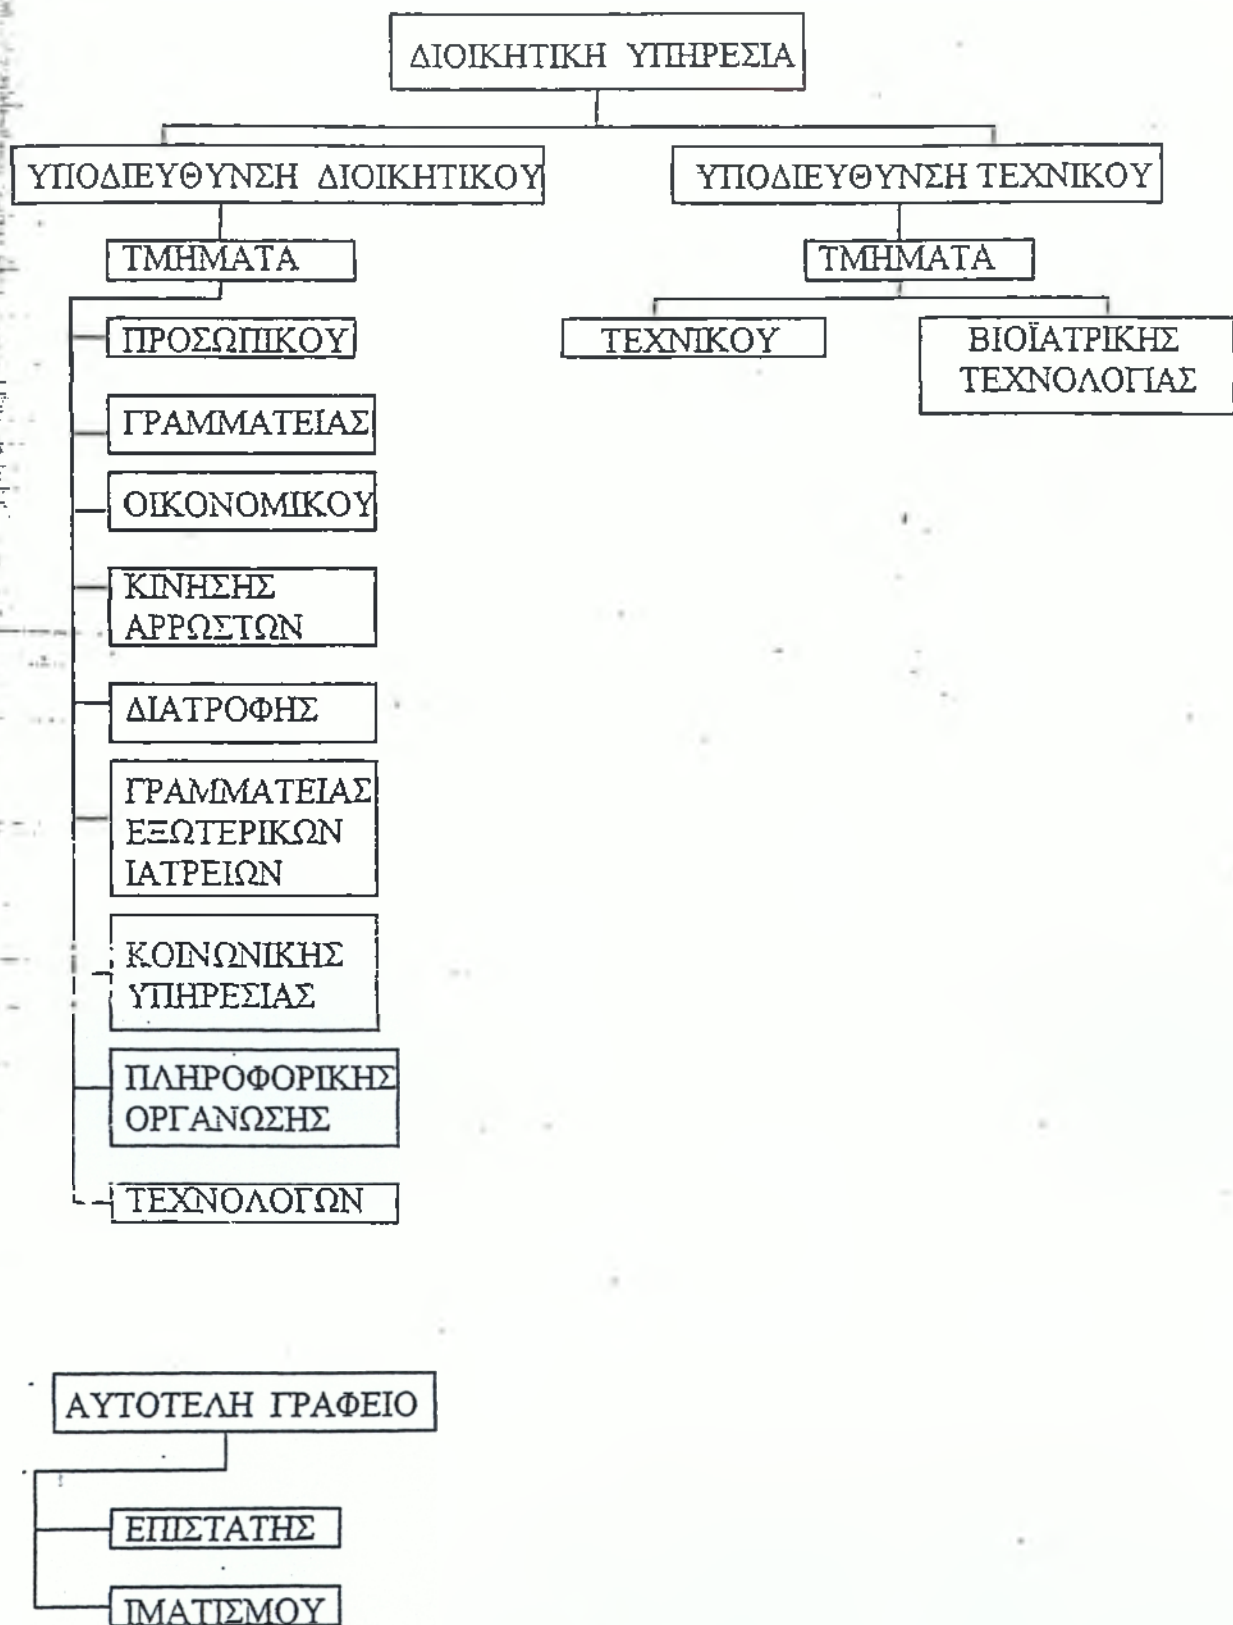 ΔΙΟΙΚΗΤΙΚΗ ΥΠΗΡΕΣΙΑ
ΥΠΟΔΙΕΥΘΥΝΣΗ ΔΙΟΙΚΗΤΙΚΟΥ
ΥΠΟΔΙΕΥΘΥΝΣΗ ΤΕΧΝΙΚΟΥ
ΤΜΗΜΑΤΑ
ΤΜΗΜΑΤΑ
ΠΡΟΣΩΠΙΚΟΥ
ΤΕΧΝΙΚΟΥ
ΒΙΟΪΑΤΡΙΚΗΣ
ΤΕΧΝΟΛΟΓΙΑΣ
ΓΡΑΜΜΑΤΕΙΑΣ
ΟΙΚΟΝΟΜΙΚΟΥ
ΚΙΝΗΣΗΣ
ΑΡΡΩΣΤΩΝ
ΔΙΑΤΡΟΦΗΣ
ΓΡΑΜΜΑΤΕΙΑΣ
ΕΞΩΤΕΡΙΚΩΝ
ΙΑΤΡΕΙΩΝ
ΚΟΙΝΩΝΙΚΗΣ
ΥΠΗΡΕΣΙΑΣ
ΠΛΗΡΟΦΟΡΙΚΗΣ
ΟΡΓΑΝΩΣΗΣ
ΤΕΧΝΟΛΟΓΩΝ
ΑΥΤΟΤΕΛΗ ΓΡΑΦΕΙΟ
ΕΠΙΣΤΑΤΗΣ
ΙΜΑΤΙΣΜΟΥ